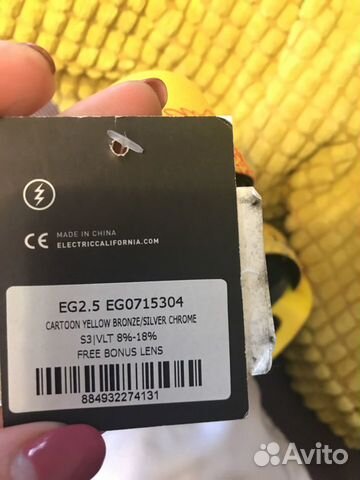 MADE IN CHINA
CE ELECTRICCALIFORNIA.COM
EG2.5 EG0715304
CARTOON YELLOW BRONZE/SILVER CHROME
S3|VLT 8%-18%
FREE BONUS LENS
884932274131
Avito